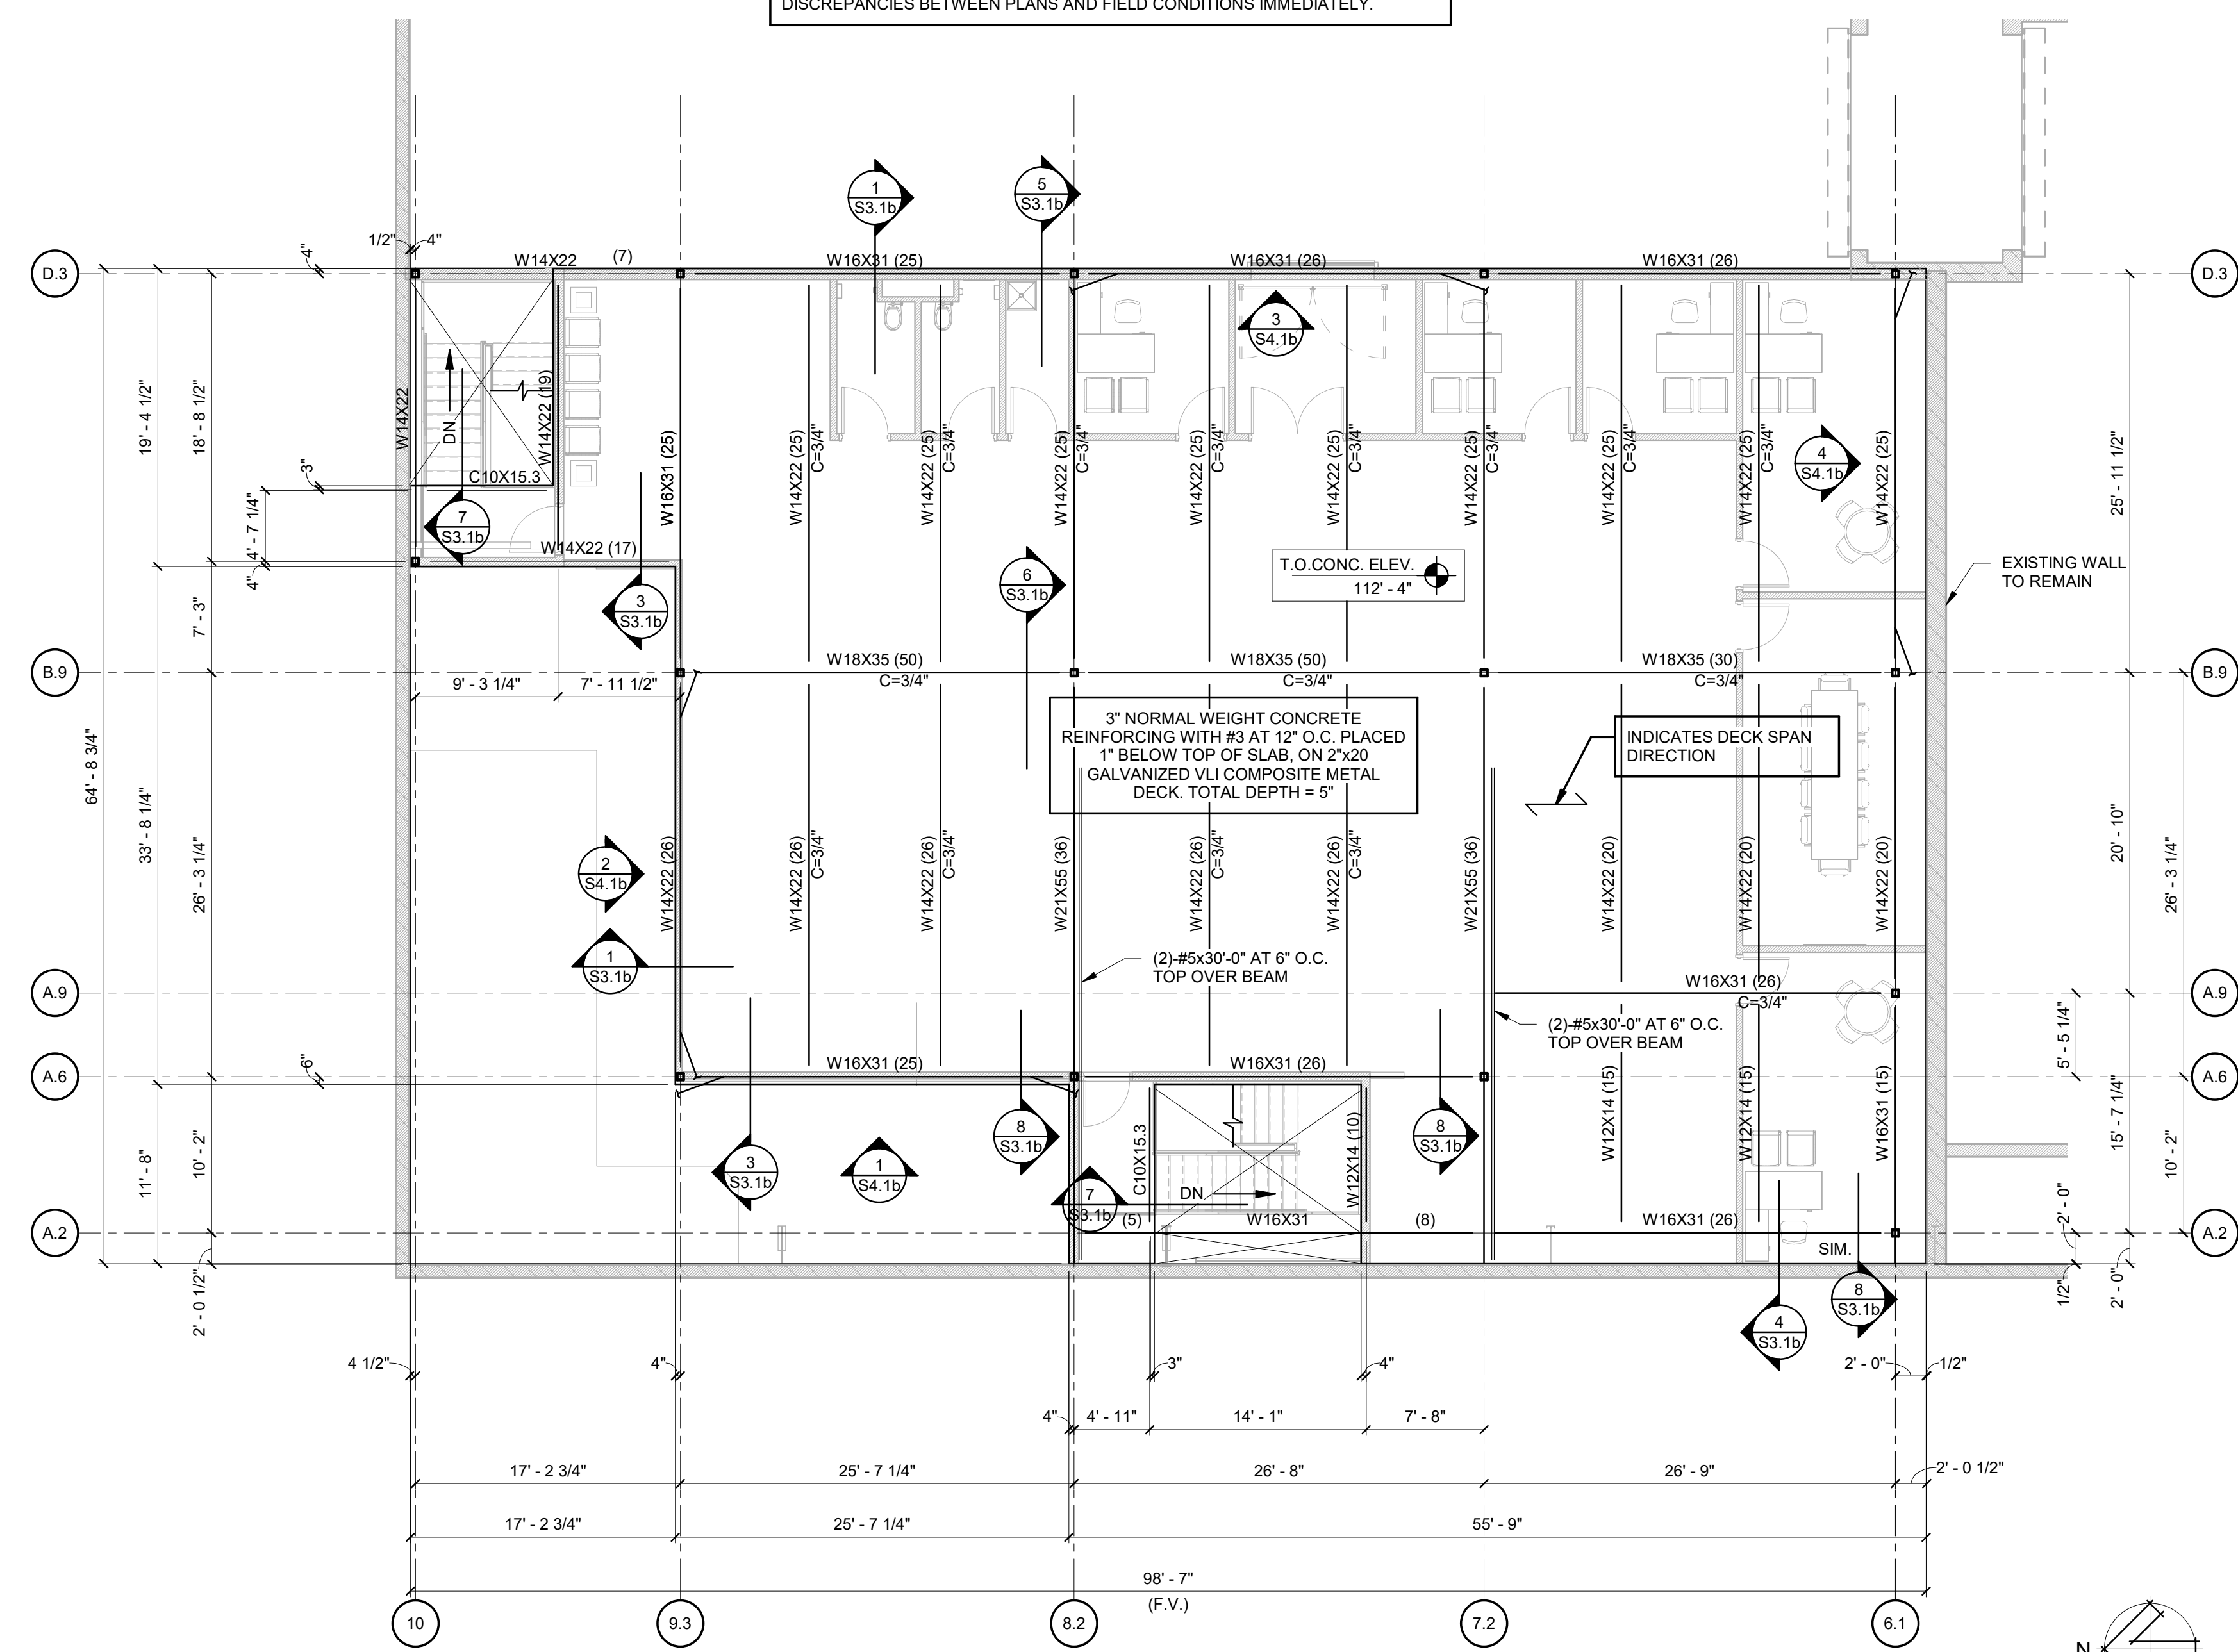 DISCREPANCIES BETWEEN PLANS AND FIELD CONDITIONS IMMEDIATELY.
1
S3.1b
5
S3.1b
1/2"
4"
4"
W14X22
(7)
W16X31 (25)
W16X31 (26)
W16X31 (26)
D.3
D.3
3
S4.1b
19' - 4 1/2"
18' - 8 1/2"
W14X22
DN
W14X22 (19)
C10X15.3
3"
4' - 7 1/4"
4"
7
S3.1b
W14X22 (17)
W16X31 (25)
W14X22 (25)
C=3/4"
W14X22 (25)
C=3/4"
W14X22 (25)
C=3/4"
W14X22 (25)
C=3/4"
W14X22 (25)
C=3/4"
W14X22 (25)
C=3/4"
W14X22 (25)
C=3/4"
W14X22 (25)
C=3/4"
W14X22 (25)
4
S4.1b
25' - 11 1/2"
T.O.CONC. ELEV.
112' - 4"
EXISTING WALL
TO REMAIN
3
S3.1b
6
S3.1b
7' - 3"
B.9
9' - 3 1/4"
7' - 11 1/2"
W18X35 (50)
C=3/4"
W18X35 (50)
C=3/4"
W18X35 (30)
C=3/4"
B.9
3" NORMAL WEIGHT CONCRETE
REINFORCING WITH #3 AT 12" O.C. PLACED
1" BELOW TOP OF SLAB, ON 2"x20
GALVANIZED VLI COMPOSITE METAL
DECK. TOTAL DEPTH = 5"
INDICATES DECK SPAN
DIRECTION
64' - 8 3/4"
33' - 8 1/4"
26' - 3 1/4"
2
S4.1b
W14X22 (26)
W14X22 (26)
C=3/4"
W14X22 (26)
C=3/4"
W21X55 (36)
W14X22 (26)
C=3/4"
W14X22 (26)
C=3/4"
W21X55 (36)
W14X22 (20)
W14X22 (20)
W14X22 (20)
20' - 10"
26' - 3 1/4"
1
S3.1b
(2)-#5x30'-0" AT 6" O.C.
TOP OVER BEAM
A.9
W16X31 (26)
C=3/4"
A.9
(2)-#5x30'-0" AT 6" O.C.
TOP OVER BEAM
5' - 5 1/4"
6"
A.6
W16X31 (25)
W16X31 (26)
A.6
11' - 8"
10' - 2"
3
S3.1b
1
S4.1b
8
S3.1b
C10X15.3
7
S3.1b
DN
W12X14 (10)
8
S3.1b
W12X14 (15)
W12X14 (15)
W16X31 (15)
15' - 7 1/4"
10' - 2"
A.2
(5)
W16X31
(8)
W16X31 (26)
SIM.
2' - 0"
A.2
2' - 0 1/2"
4
S3.1b
8
S3.1b
1/2"
2' - 0"
4 1/2"
4"
3"
4"
2' - 0"
1/2"
4"
4' - 11"
14' - 1"
7' - 8"
17' - 2 3/4"
25' - 7 1/4"
26' - 8"
26' - 9"
2' - 0 1/2"
17' - 2 3/4"
25' - 7 1/4"
55' - 9"
98' - 7"
(F.V.)
10
9.3
8.2
7.2
6.1
N